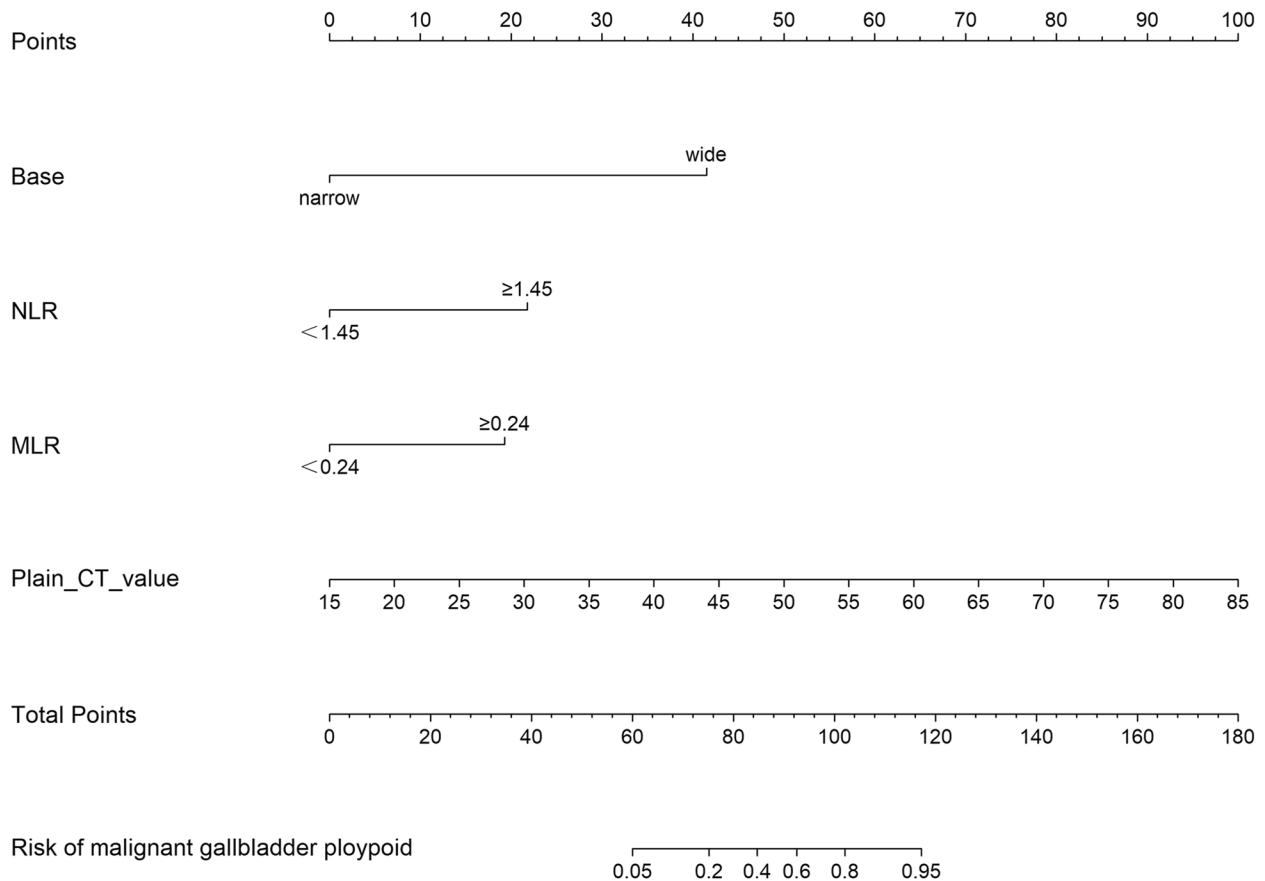 0 10 20 30 40 50 60 70 80 90 100
Points
wide
Base
narrow
≥1.45
NLR
<1.45
≥0.24
MLR
<0.24
Plain_CT_value
15 20 25 30 35 40 45 50 55 60 65 70 75 80 85
Total Points
0 20 40 60 80 100 120 140 160 180
Risk of malignant gallbladder ploypoid
0.05 0.2 0.4 0.6 0.8 0.95